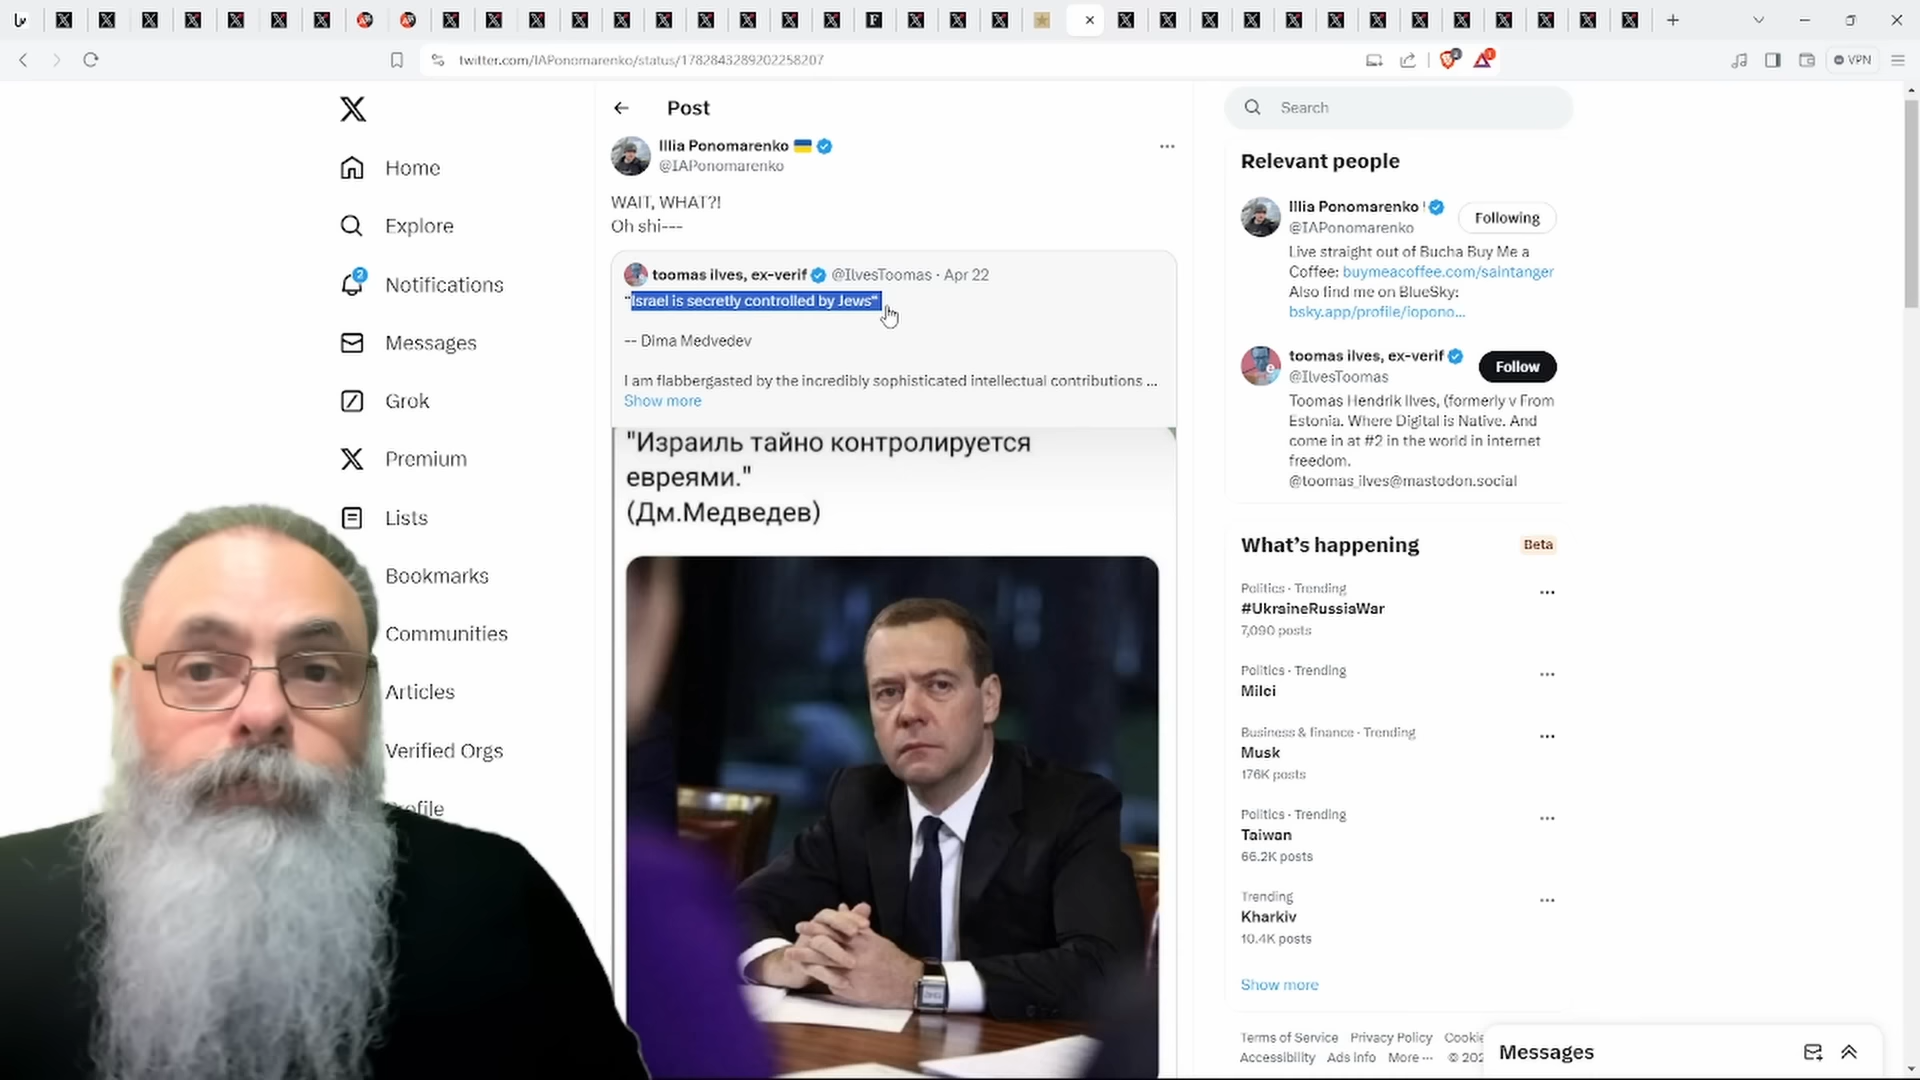 twitter.com/IAPonomarenko/status/1782843289202258207
VPN
Home
Explore
2
Notifications
Messages
Grok
Premium
Lists
Bookmarks
Communities
Articles
Verified Orgs
Post
Illia Ponomarenko
@IAPonomarenko
WAIT, WHAT?!
Oh shi---
toomas ilves, ex-verif @IlvesToomas · Apr 22
"Israel is secretly controlled by Jews"
-- Dima Medvedev
I am flabbergasted by the incredibly sophisticated intellectual contributions ...
Show more
"Израиль тайно контролируется
евреями."
(Дм.Медведев)
Search
Relevant people
Illia Ponomarenko
@IAPonomarenko
Following
Live straight out of Bucha Buy Me a
Coffee: buymeacoffee.com/saintanger
Also find me on BlueSky:
bsky.app/profile/iopono...
toomas ilves, ex-verif
@IlvesToomas
Follow
Toomas Hendrik Ilves, (formerly v From
Estonia. Where Digital is Native. And
come in at #2 in the world in internet
freedom.
@toomas_ilves@mastodon.social
What's happening
Beta
Politics · Trending
#UkraineRussiaWar
7,090 posts
Politics · Trending
Milei
Business & finance · Trending
Musk
176K posts
Politics · Trending
Taiwan
66.2K posts
Trending
Kharkiv
10.4K posts
Show more
Terms of Service Privacy Policy Cookie
Accessibility Ads info More ··· © 202
Messages